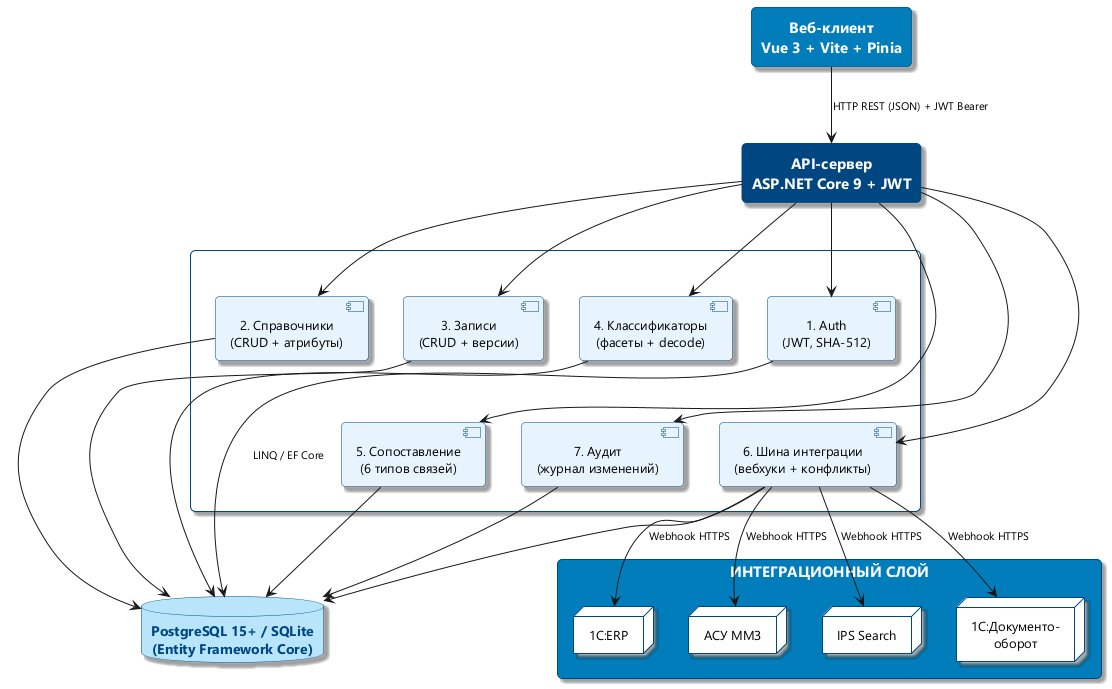 Веб-клиент
Vue 3 + Vite + Pinia
HTTP REST (JSON) + JWT Bearer
API-сервер
ASP.NET Core 9 + JWT
2. Справочники
(CRUD + атрибуты)
3. Записи
(CRUD + версии)
4. Классификаторы
(фасеты + decode)
1. Auth
(JWT, SHA-512)
LINQ / EF Core
5. Сопоставление
(6 типов связей)
7. Аудит
(журнал изменений)
6. Шина интеграции
(вебхуки + конфликты)
Webhook HTTPS
Webhook HTTPS
Webhook HTTPS
Webhook HTTPS
ИНТЕГРАЦИОННЫЙ СЛОЙ
1С:ERP
АСУ ММЗ
IPS Search
1С:Документо-
оборот
PostgreSQL 15+ / SQLite
(Entity Framework Core)